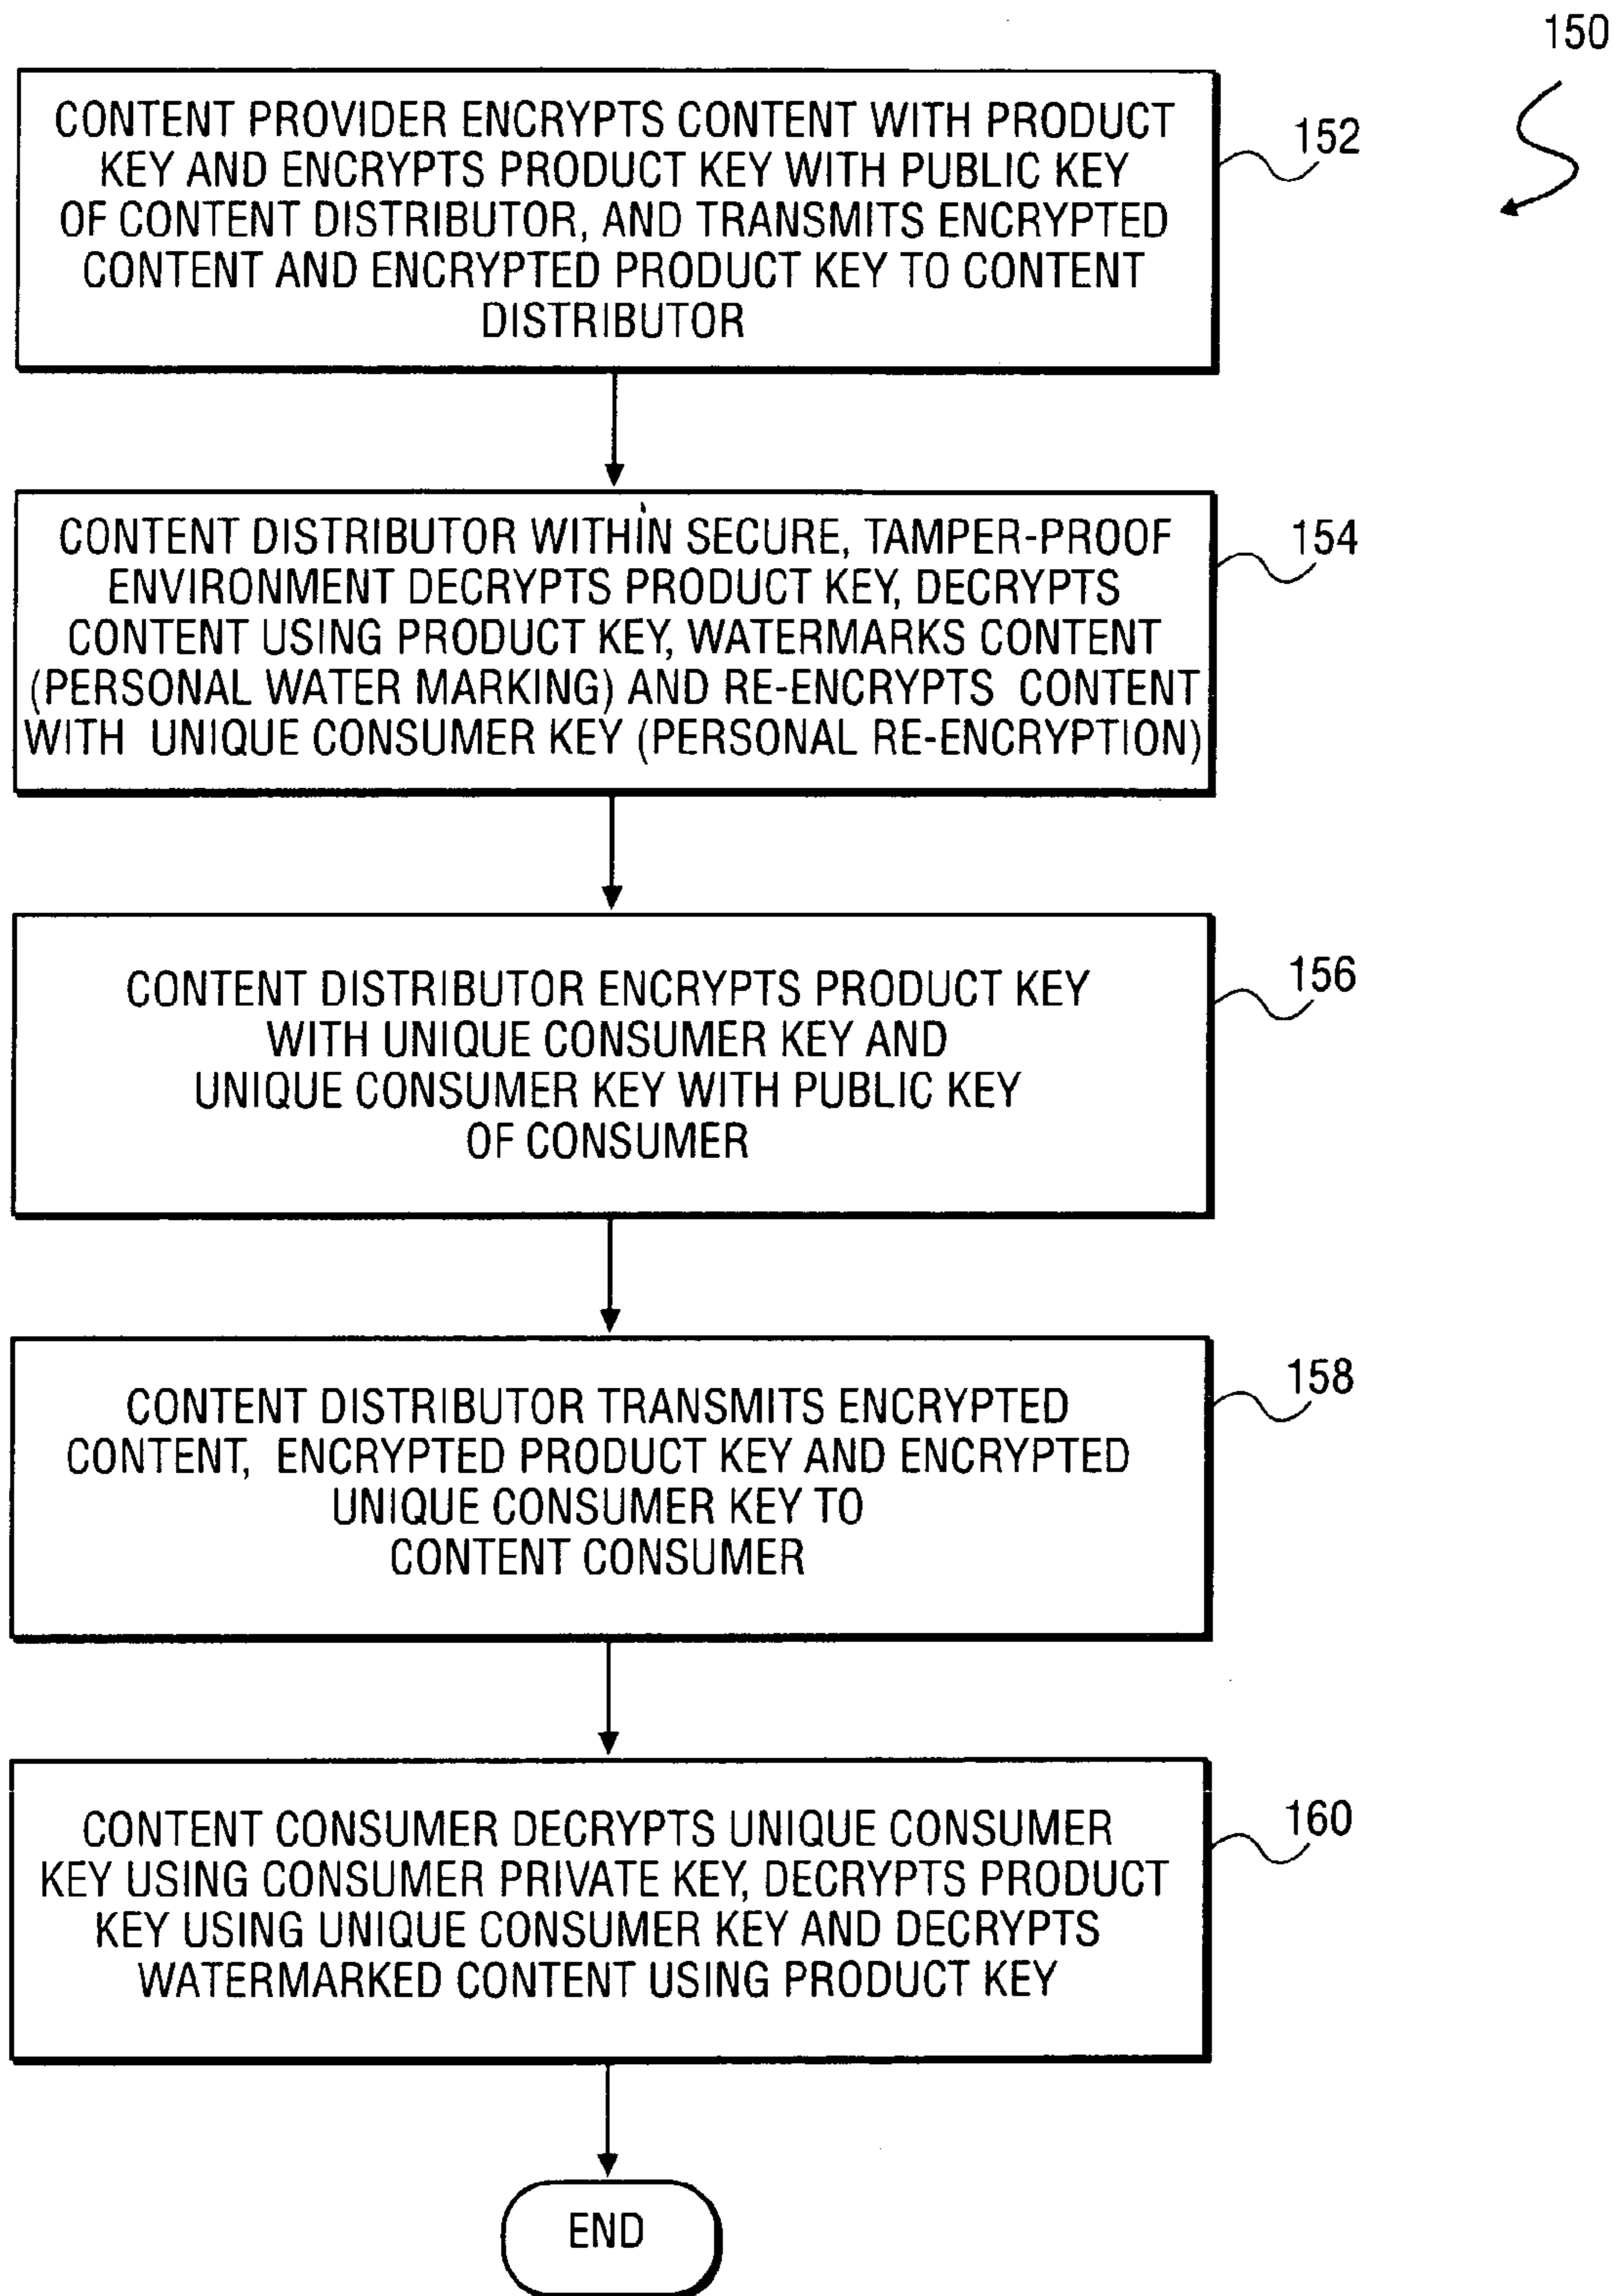 150
CONTENT PROVIDER ENCRYPTS CONTENT WITH PRODUCT
KEY AND ENCRYPTS PRODUCT KEY WITH PUBLIC KEY
OF CONTENT DISTRIBUTOR, AND TRANSMITS ENCRYPTED
CONTENT AND ENCRYPTED PRODUCT KEY TO CONTENT
DISTRIBUTOR
152
CONTENT DISTRIBUTOR WITHIN SECURE, TAMPER-PROOF
ENVIRONMENT DECRYPTS PRODUCT KEY, DECRYPTS
CONTENT USING PRODUCT KEY, WATERMARKS CONTENT
(PERSONAL WATER MARKING) AND RE-ENCRYPTS CONTENT
WITH UNIQUE CONSUMER KEY (PERSONAL RE-ENCRYPTION)
154
CONTENT DISTRIBUTOR ENCRYPTS PRODUCT KEY
WITH UNIQUE CONSUMER KEY AND
UNIQUE CONSUMER KEY WITH PUBLIC KEY
OF CONSUMER
156
CONTENT DISTRIBUTOR TRANSMITS ENCRYPTED
CONTENT, ENCRYPTED PRODUCT KEY AND ENCRYPTED
UNIQUE CONSUMER KEY TO
CONTENT CONSUMER
158
CONTENT CONSUMER DECRYPTS UNIQUE CONSUMER
KEY USING CONSUMER PRIVATE KEY, DECRYPTS PRODUCT
KEY USING UNIQUE CONSUMER KEY AND DECRYPTS
WATERMARKED CONTENT USING PRODUCT KEY
160
END